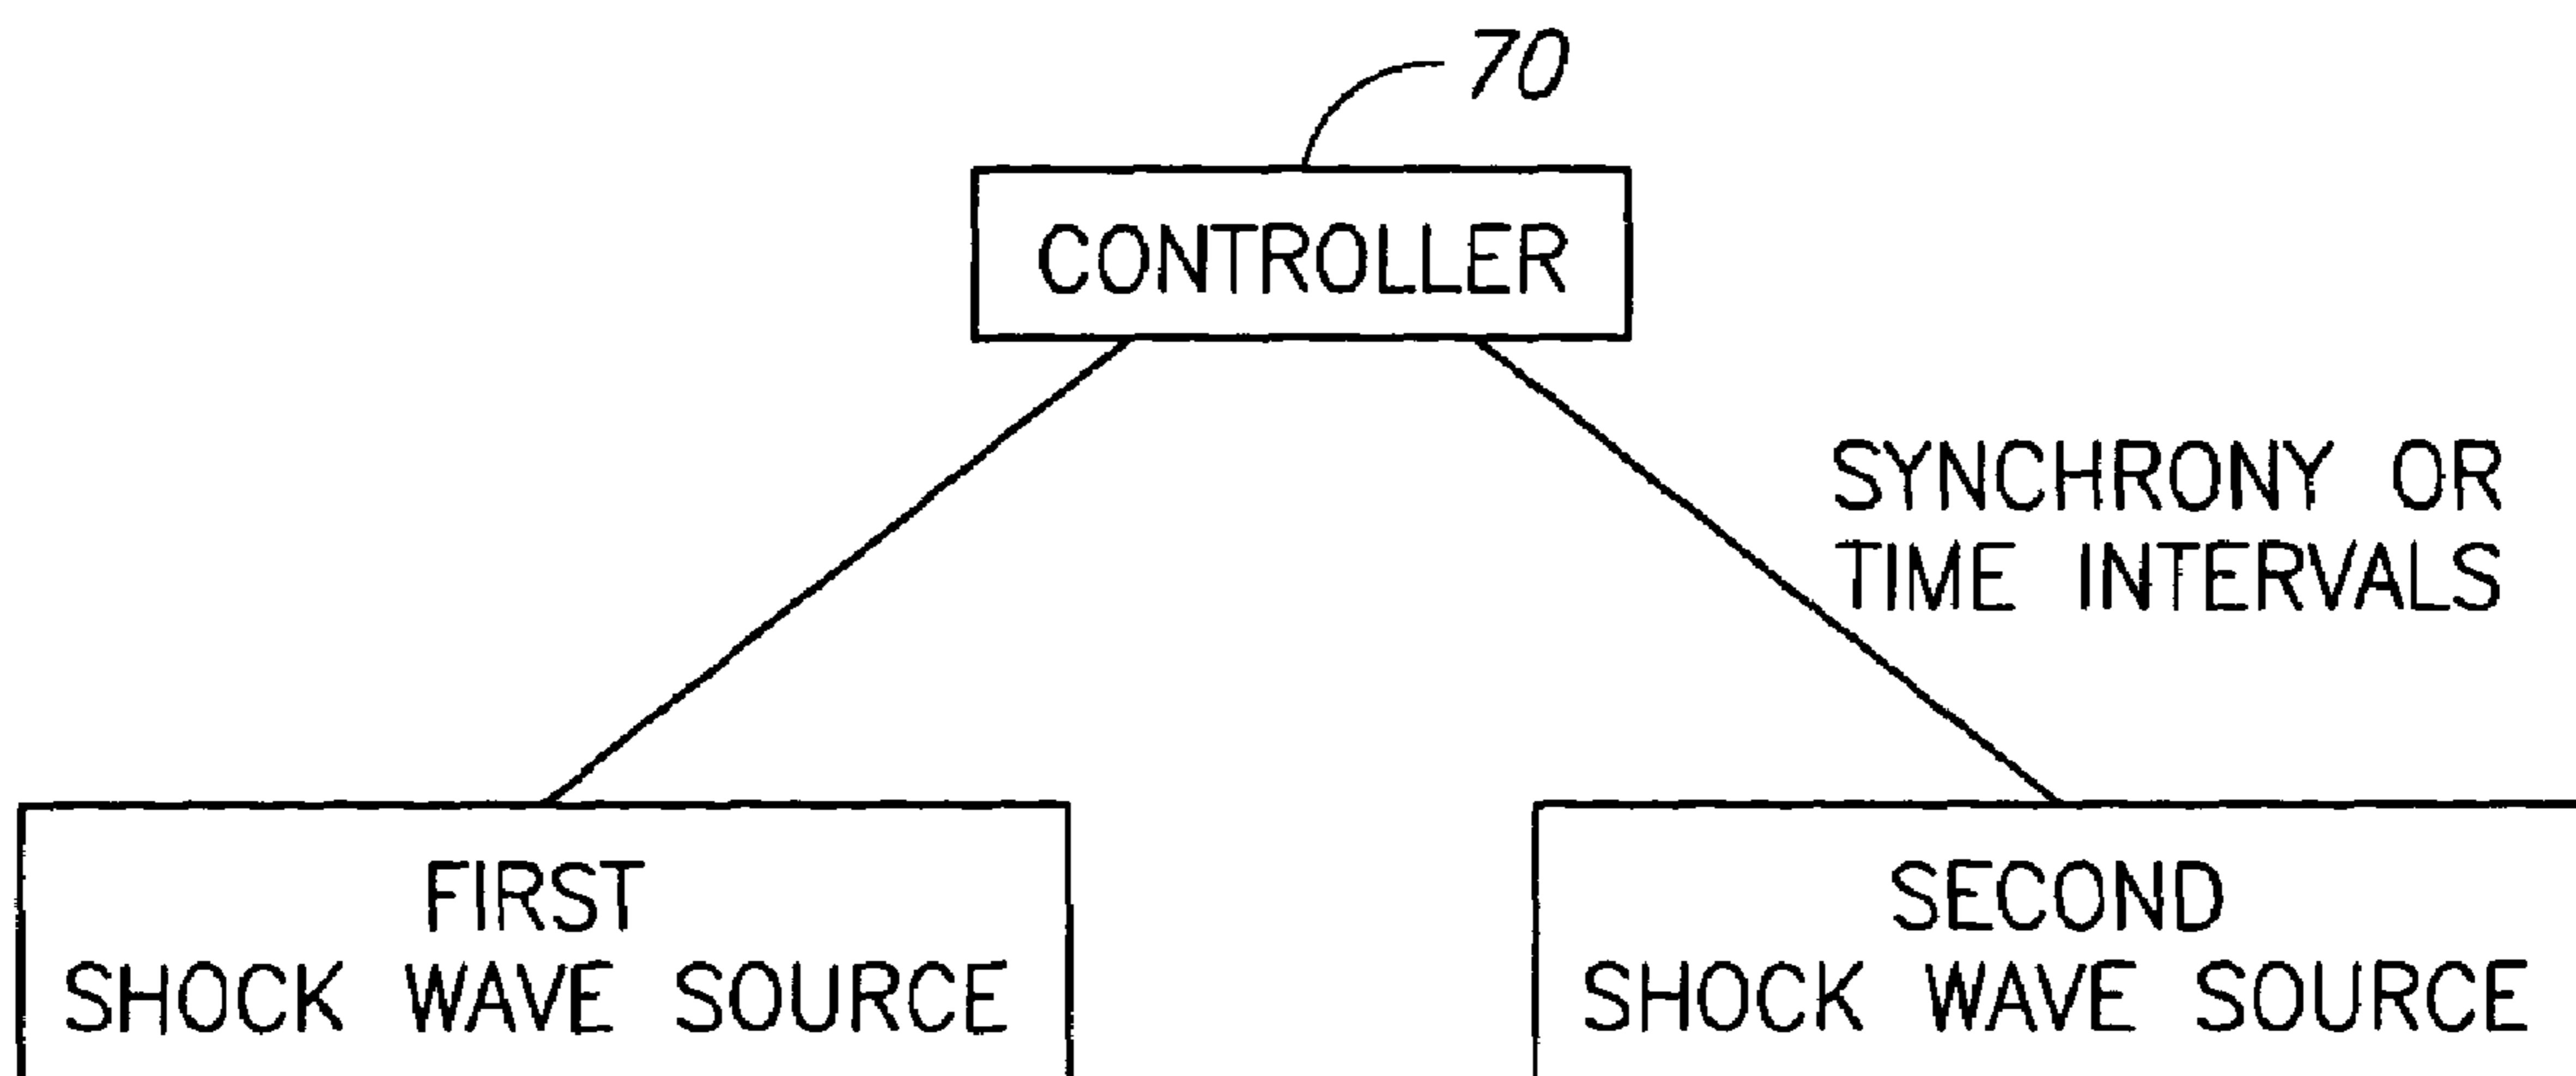 70
CONTROLLER
SYNCHRONY OR
TIME INTERVALS
FIRST
SHOCK WAVE SOURCE
SECOND
SHOCK WAVE SOURCE